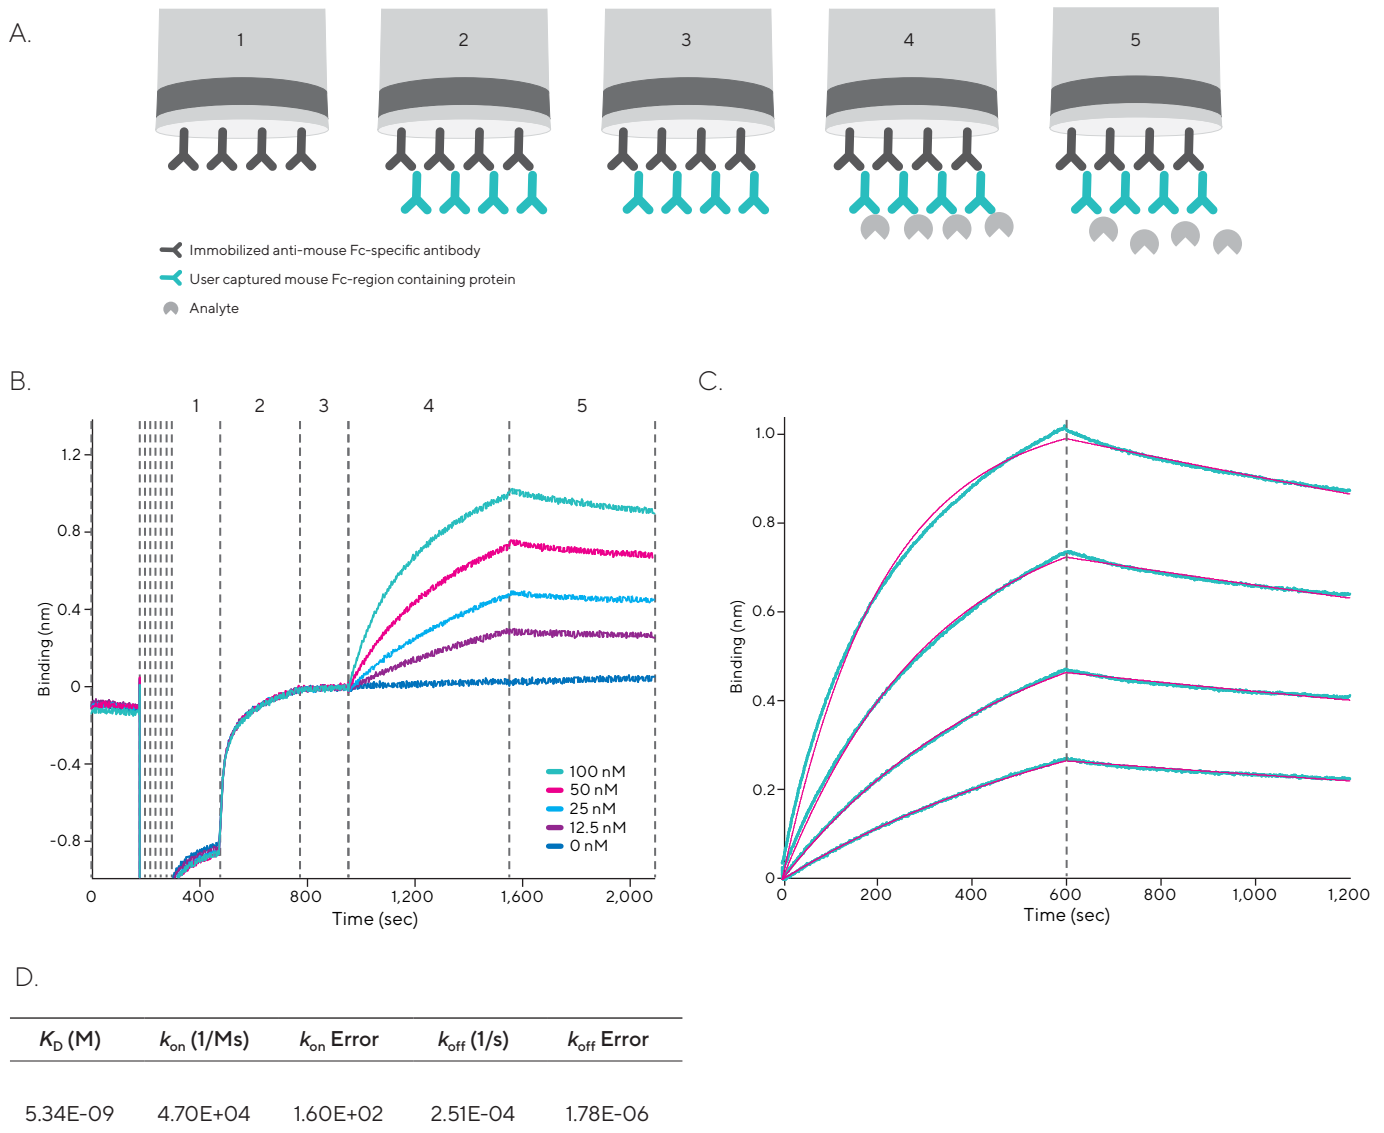 A.
1 2 3 4 5
Immobilized anti-mouse Fc-specific antibody
User captured mouse Fc-region containing protein
Analyte
B.
1 2 3 4 5
1.2
0.8
0.4
0
-0.4
-0.8
Binding (nm)
100 nM
50 nM
25 nM
12.5 nM
0 nM
0 400 800 1,200 1,600 2,000
Time (sec)
C.
1.0
0.8
0.6
0.4
0.2
0
Binding (nm)
0 200 400 600 800 1,000 1,200
Time (sec)
D.
KD (M) kon (1/Ms) kon Error koff (1/s) koff Error
5.34E-09 4.70E+04 1.60E+02 2.51E-04 1.78E-06